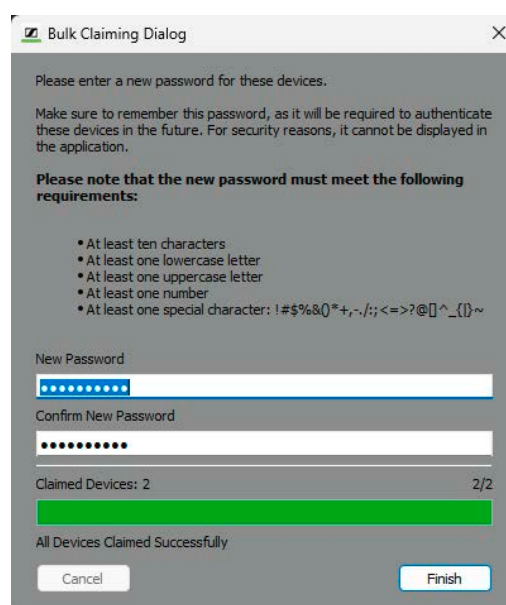 Bulk Claiming Dialog
Please enter a new password for these devices.
Make sure to remember this password, as it will be required to authenticate
these devices in the future. For security reasons, it cannot be displayed in
the application.
Please note that the new password must meet the following
requirements:
• At least ten characters
• At least one lowercase letter
• At least one uppercase letter
• At least one number
• At least one special character: !#$%&()*+,-./:;<=>?@[]^_{|}~
New Password
••••••••••
Confirm New Password
••••••••••
Claimed Devices: 2 2/2
All Devices Claimed Successfully
Cancel Finish